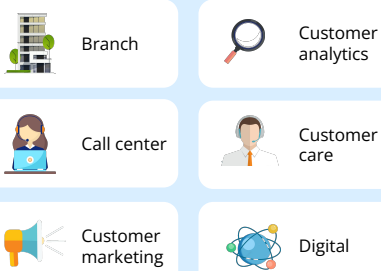 Branch
Customer
analytics
Call center
Customer
care
Customer
marketing
Digital